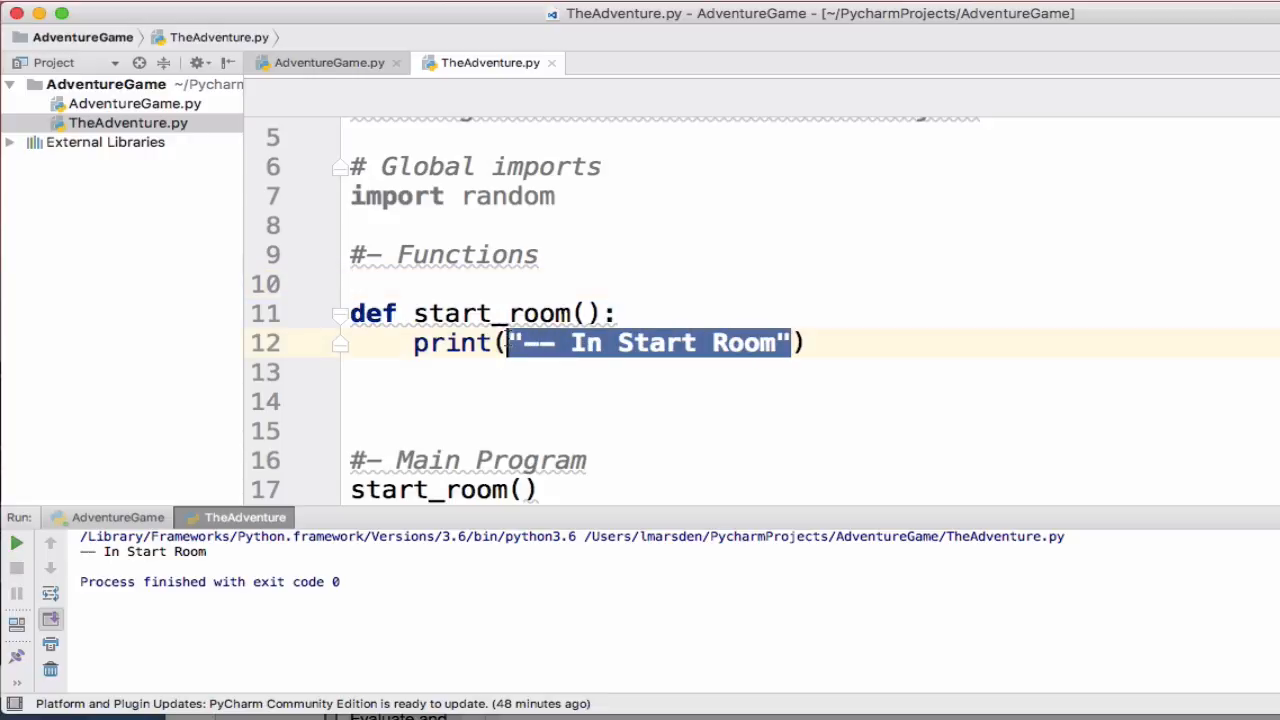 TheAdventure.py - AdventureGame - [~/PycharmProjects/AdventureGame]
AdventureGame TheAdventure.py
Project AdventureGame.py × TheAdventure.py ×
AdventureGame ~/Pycharm
AdventureGame.py
TheAdventure.py
External Libraries
5
6 # Global imports
7 import random
8
9 #- Functions
10
11 def start_room():
12 print("-- In Start Room")
13
14
15
16 #- Main Program
17 start_room()
Run: AdventureGame TheAdventure
/Library/Frameworks/Python.framework/Versions/3.6/bin/python3.6 /Users/lmarsden/PycharmProjects/AdventureGame/TheAdventure.py
-- In Start Room
Process finished with exit code 0
Platform and Plugin Updates: PyCharm Community Edition is ready to update. (48 minutes ago)
Evaluate and